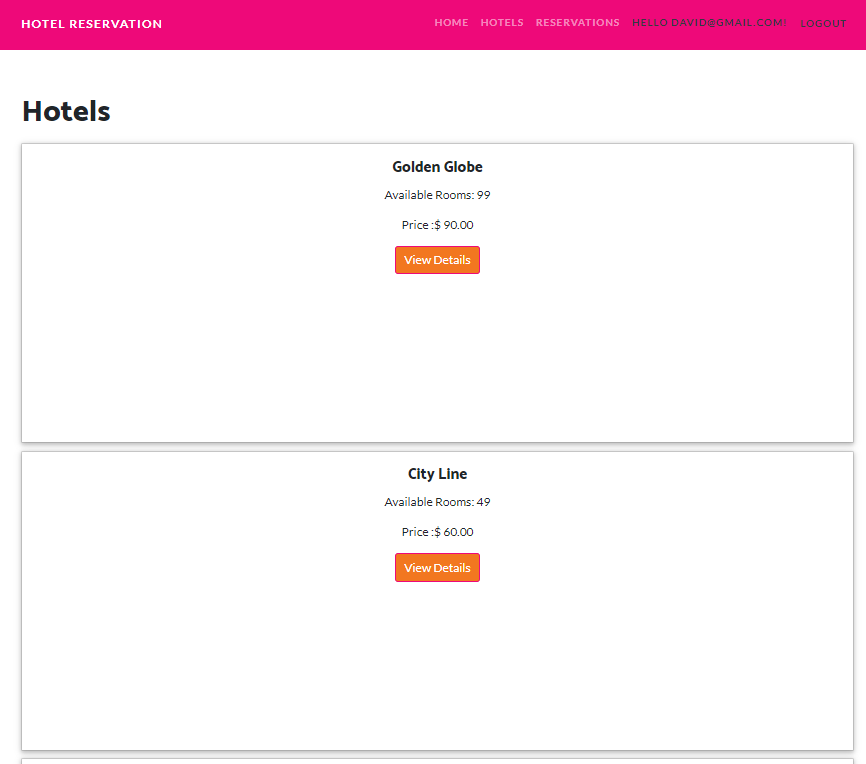 HOTEL RESERVATION HOME HOTELS RESERVATIONS HELLO DAVID@GMAIL.COM! LOGOUT
Hotels
Golden Globe
Available Rooms: 99
Price :$ 90.00
View Details
City Line
Available Rooms: 49
Price :$ 60.00
View Details